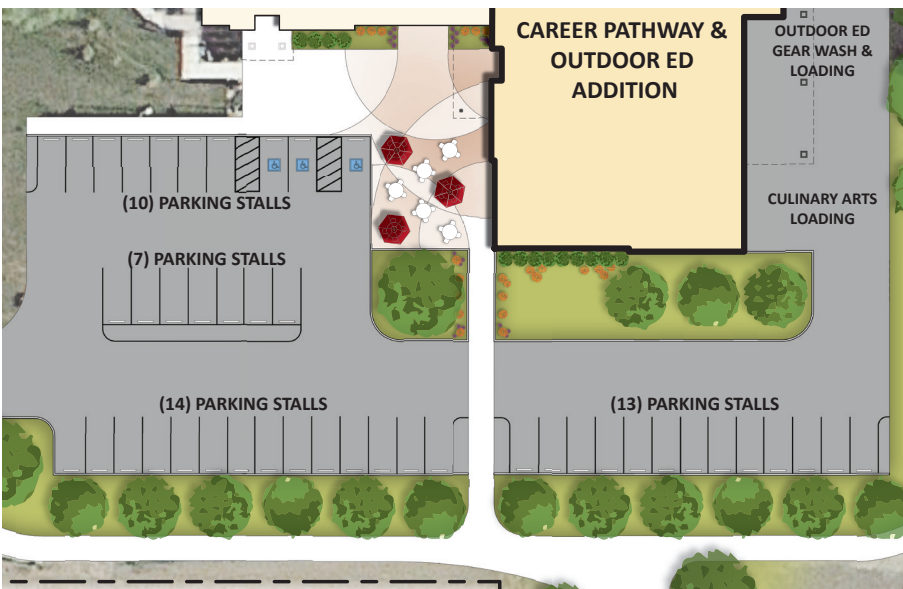 CAREER PATHWAY &
OUTDOOR ED
ADDITION
OUTDOOR ED
GEAR WASH &
LOADING
(10) PARKING STALLS
CULINARY ARTS
LOADING
(7) PARKING STALLS
(14) PARKING STALLS
(13) PARKING STALLS